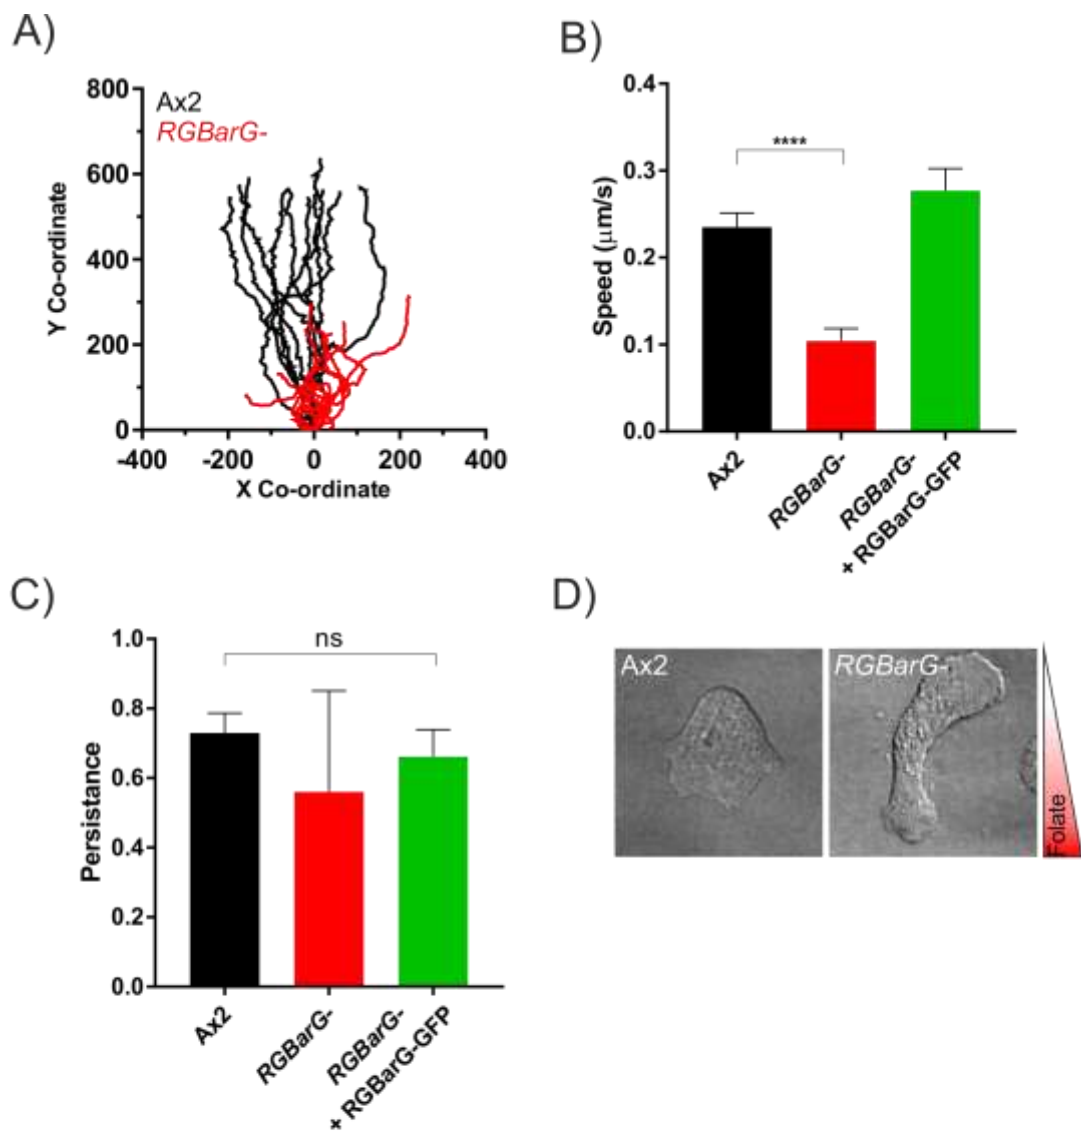 A)
800
600
400
200
0
Y Co-ordinate
Ax2
RGBarG-
-400 -200 0 200 400
X Co-ordinate
B)
0.4
0.3
0.2
0.1
0.0
Speed (μm/s)
****
Ax2
RGBarG-
RGBarG-
+ RGBarG-GFP
C)
1.0
0.8
0.6
0.4
0.2
0.0
Persistance
ns
Ax2
RGBarG-
RGBarG-
+ RGBarG-GFP
D)
Ax2
RGBarG-
Folate